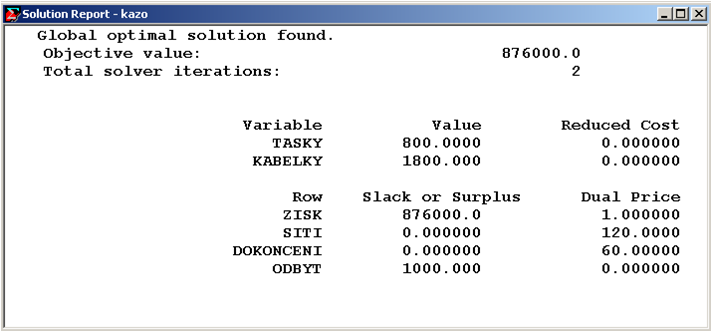 Solution Report - kazo
Global optimal solution found.
Objective value: 876000.0
Total solver iterations: 2
Variable Value Reduced Cost
TASKY 800.0000 0.000000
KABELKY 1800.000 0.000000
Row Slack or Surplus Dual Price
ZISK 876000.0 1.000000
SITI 0.000000 120.0000
DOKONCENI 0.000000 60.00000
ODBYT 1000.000 0.000000